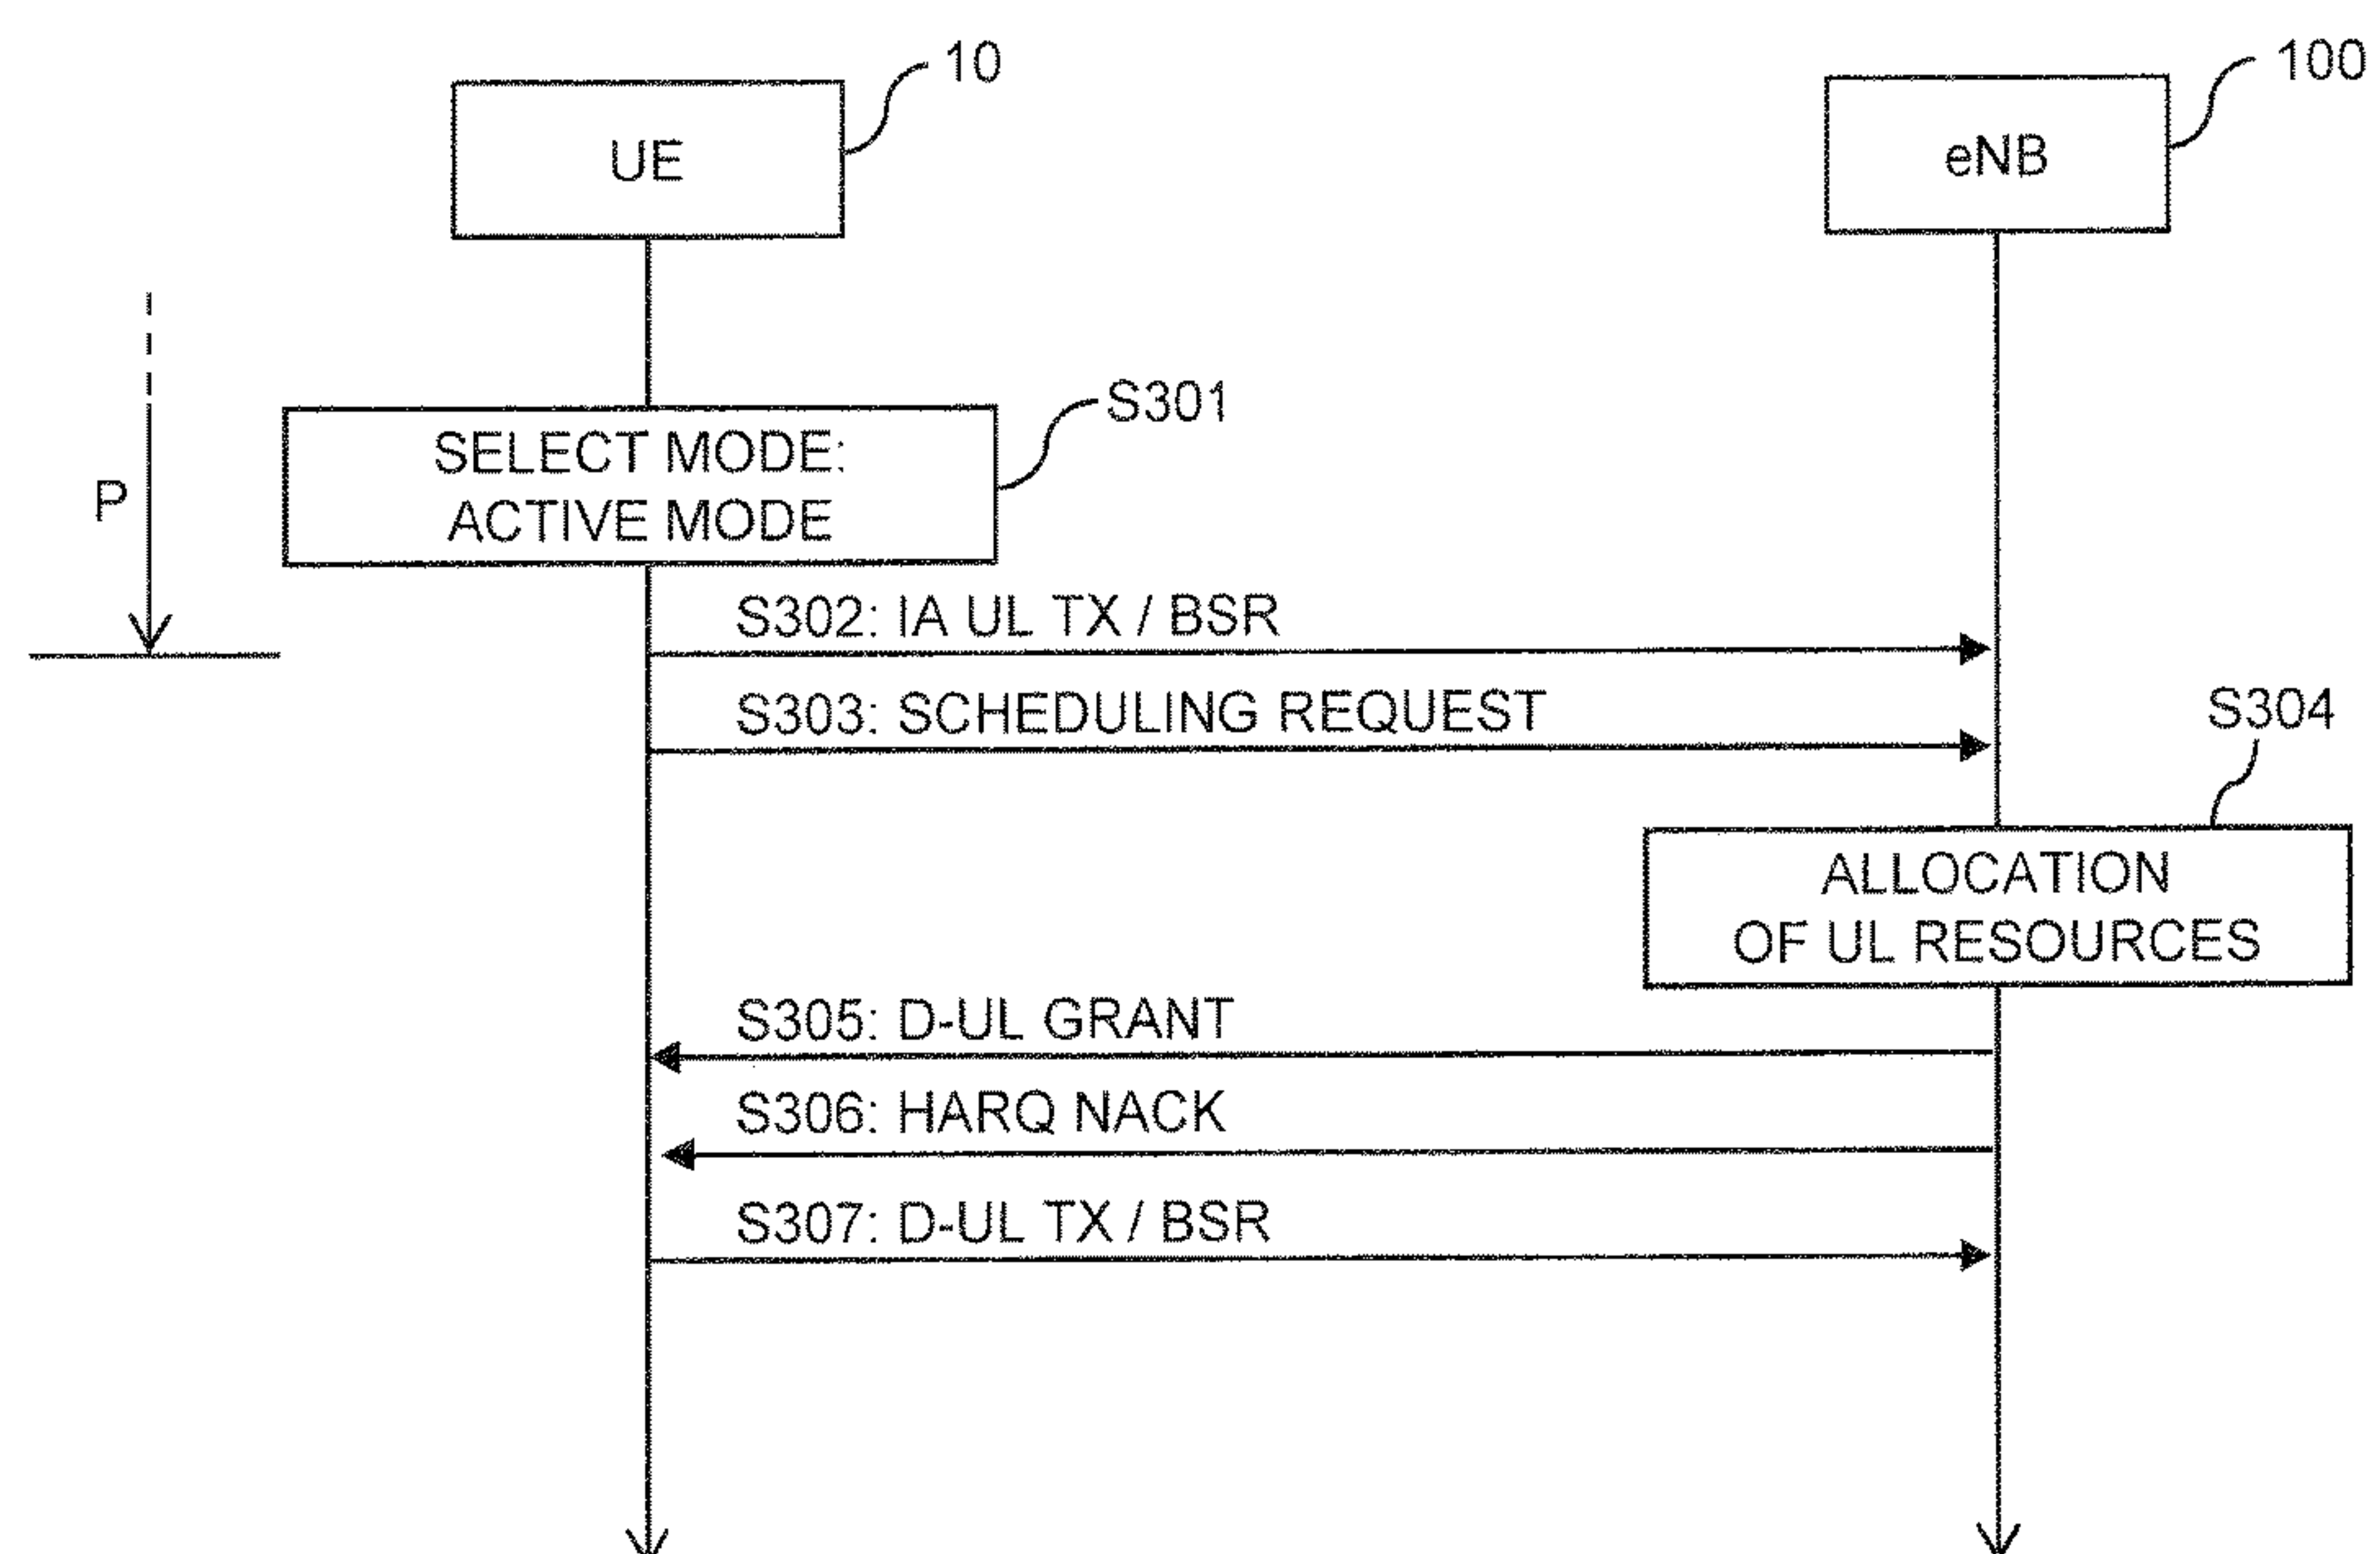 10
100
UE
eNB
S301
SELECT MODE:
ACTIVE MODE
P
S302: IA UL TX / BSR
S303: SCHEDULING REQUEST
S304
ALLOCATION
OF UL RESOURCES
S305: D-UL GRANT
S306: HARQ NACK
S307: D-UL TX / BSR